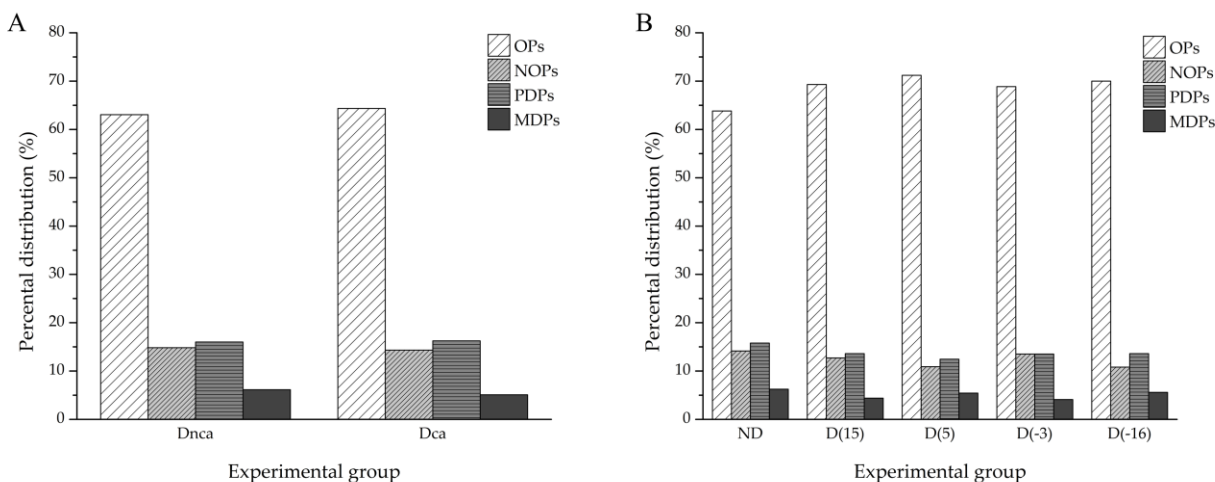 A
Percental distribution (%)
80
70
60
50
40
30
20
10
0
OPs
NOPs
PDPs
MDPs
Dnca
Dca
Experimental group
B
Percental distribution (%)
80
70
60
50
40
30
20
10
0
OPs
NOPs
PDPs
MDPs
ND
D(15)
D(5)
D(-3)
D(-16)
Experimental group